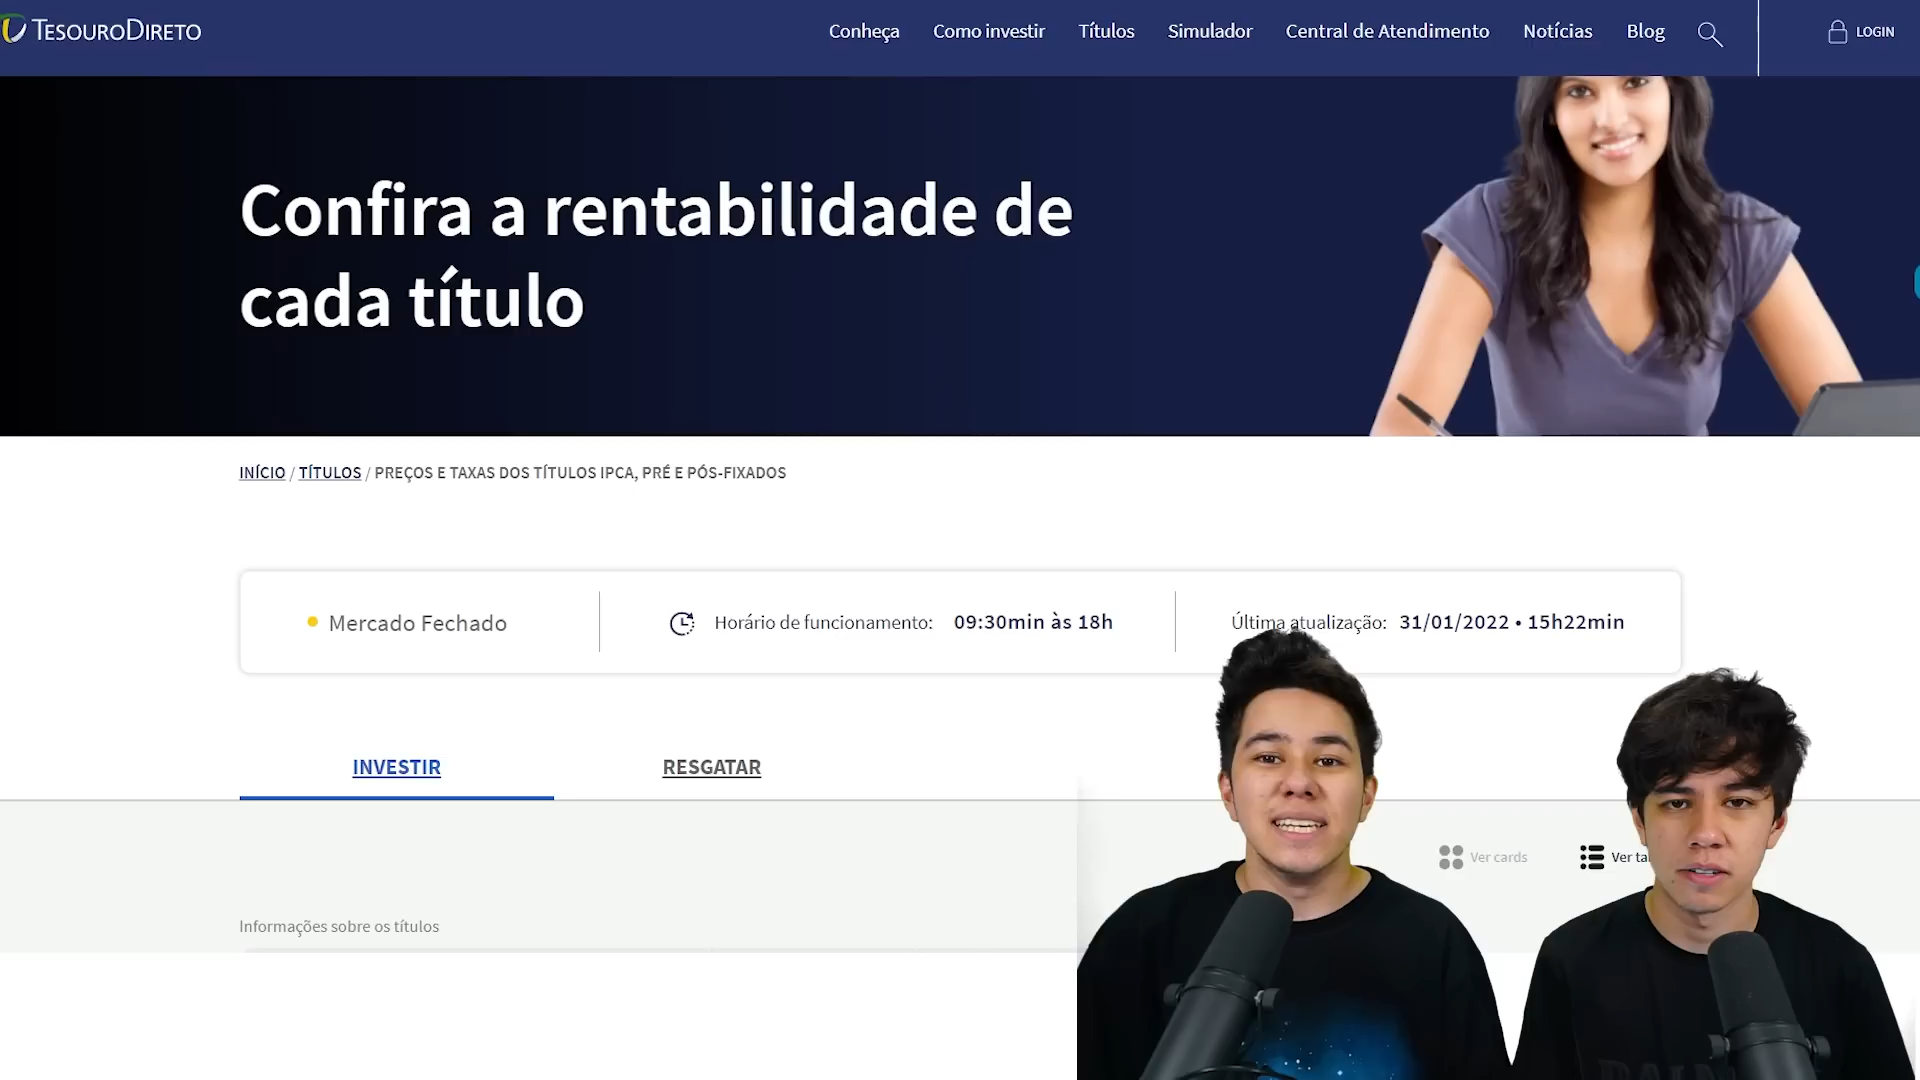 TESOURODIRETO
Conheça
Como investir
Títulos
Simulador
Central de Atendimento
Notícias
Blog
LOGIN
Confira a rentabilidade de
cada título
INÍCIO / TÍTULOS / PREÇOS E TAXAS DOS TÍTULOS IPCA, PRÉ E PÓS-FIXADOS
Mercado Fechado
Horário de funcionamento: 09:30min às 18h
Última atualização: 31/01/2022 • 15h22min
INVESTIR
RESGATAR
Ver cards
Ver
Informações sobre os títulos